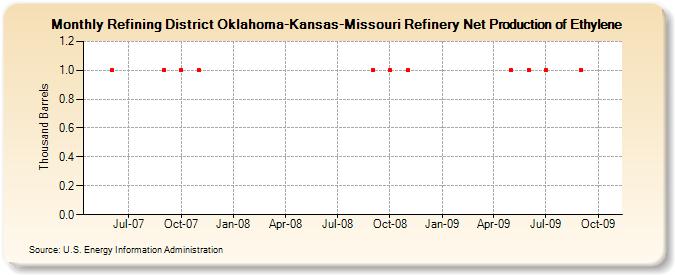 Monthly Refining District Oklahoma-Kansas-Missouri Refinery Net Production of Ethylene
Thousand Barrels
1.2
1.0
0.8
0.6
0.4
0.2
0.0
Jul-07 Oct-07 Jan-08 Apr-08 Jul-08 Oct-08 Jan-09 Apr-09 Jul-09 Oct-09
Source: U.S. Energy Information Administration